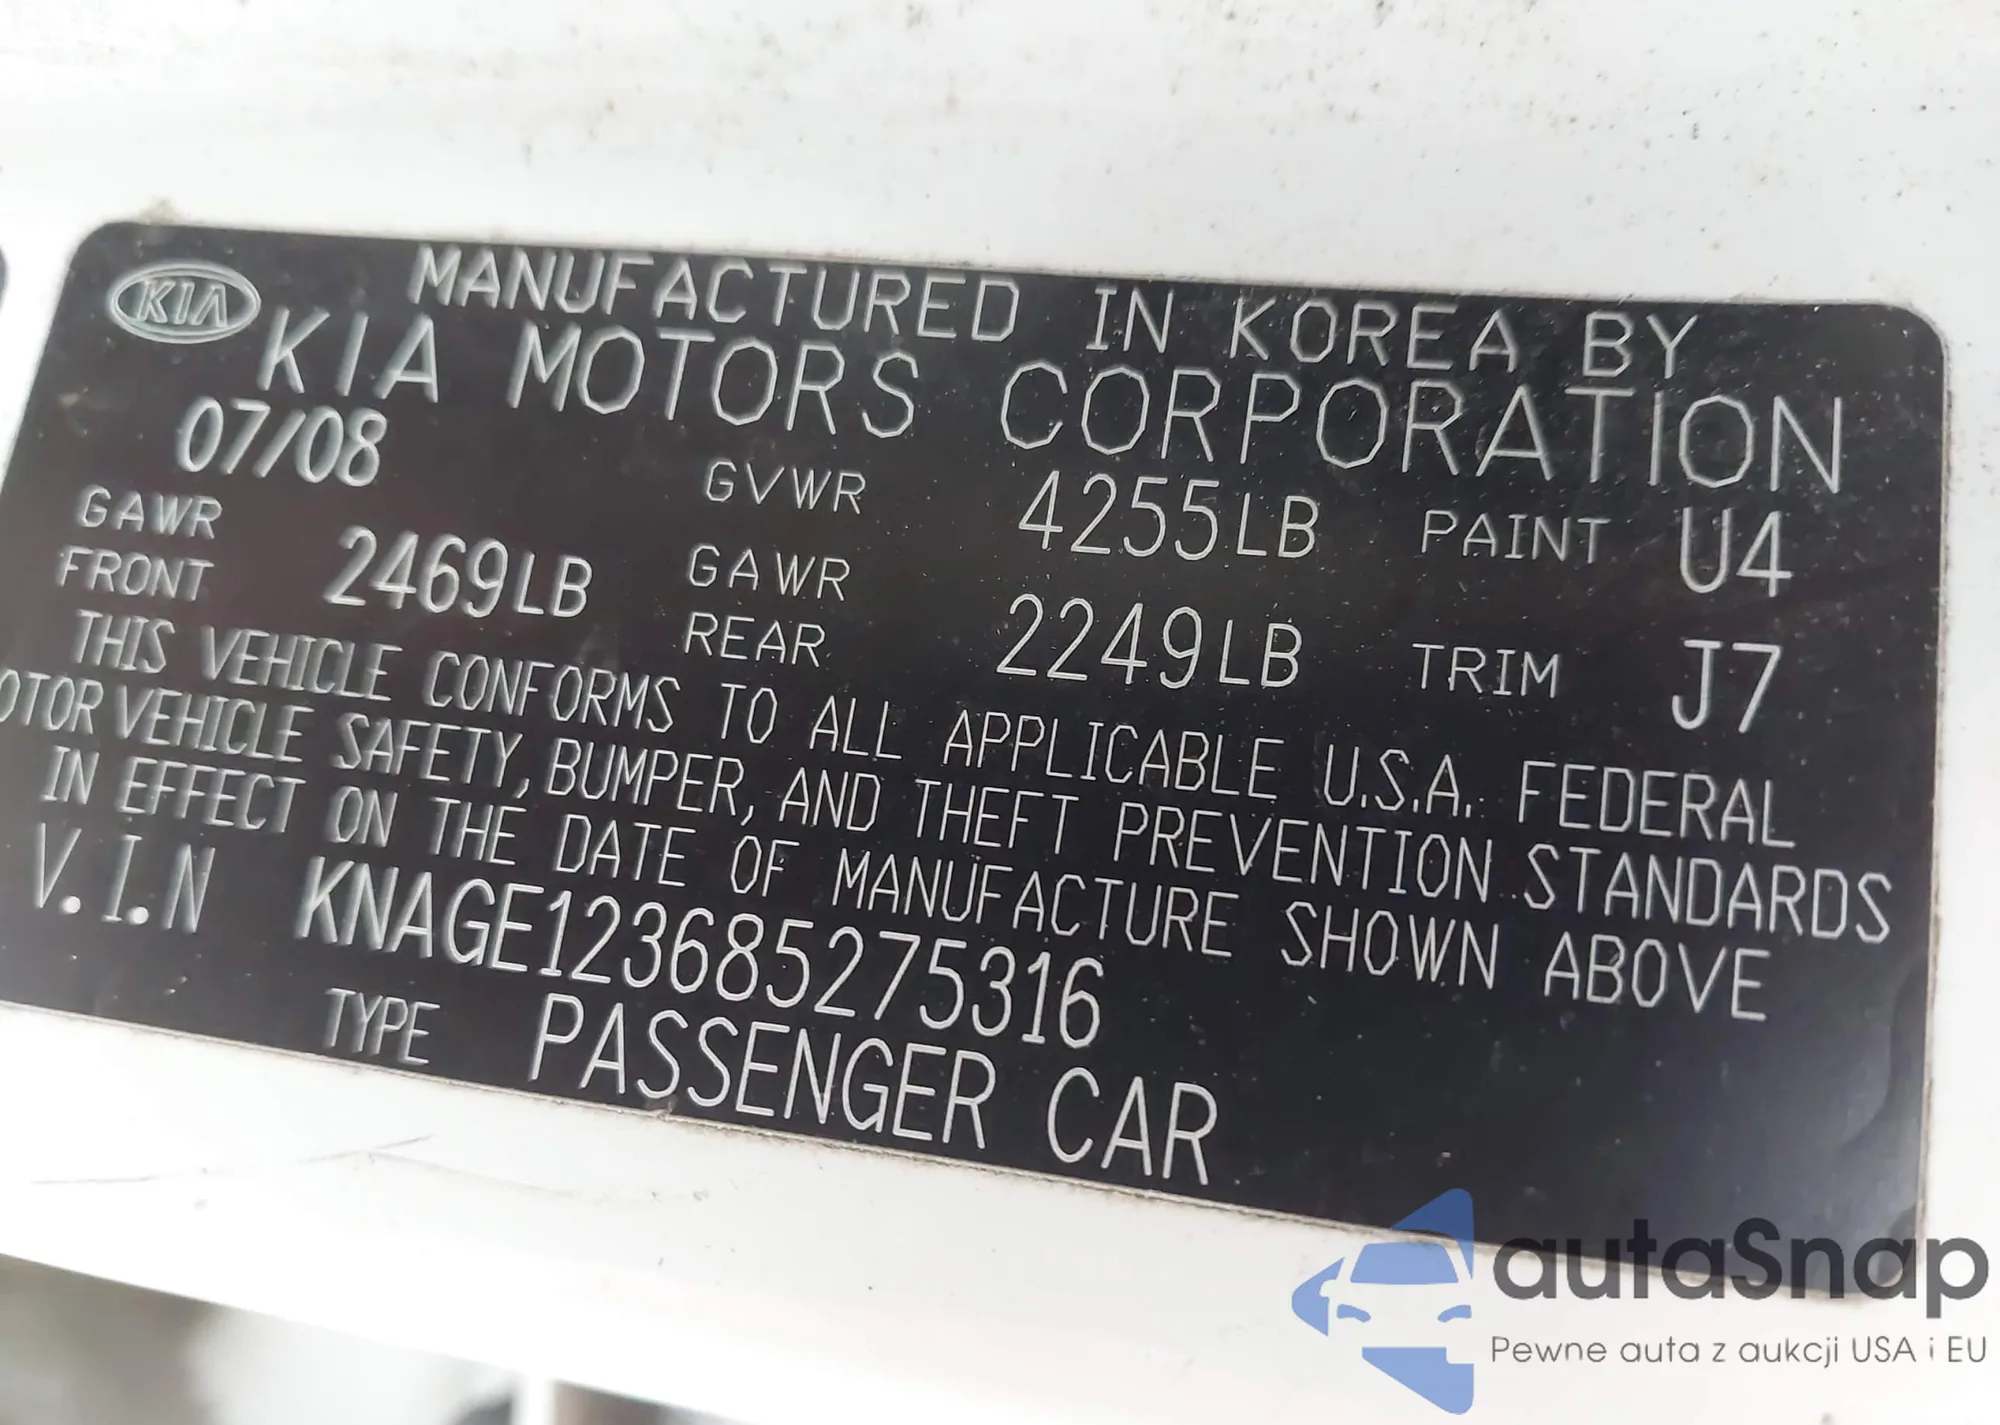 KIA
MANUFACTURED IN KOREA BY
KIA MOTORS CORPORATION
07/08 GVWR 4255LB PAINT U4
GAWR FRONT 2469LB GAWR REAR 2249LB TRIM J7
THIS VEHICLE CONFORMS TO ALL APPLICABLE U.S.A. FEDERAL
OTOR VEHICLE SAFETY, BUMPER, AND THEFT PREVENTION STANDARDS
IN EFFECT ON THE DATE OF MANUFACTURE SHOWN ABOVE
V.I.N KNAGE123685275316
TYPE PASSENGER CAR
autaSnap
Pewne auta z aukcji USA i EU